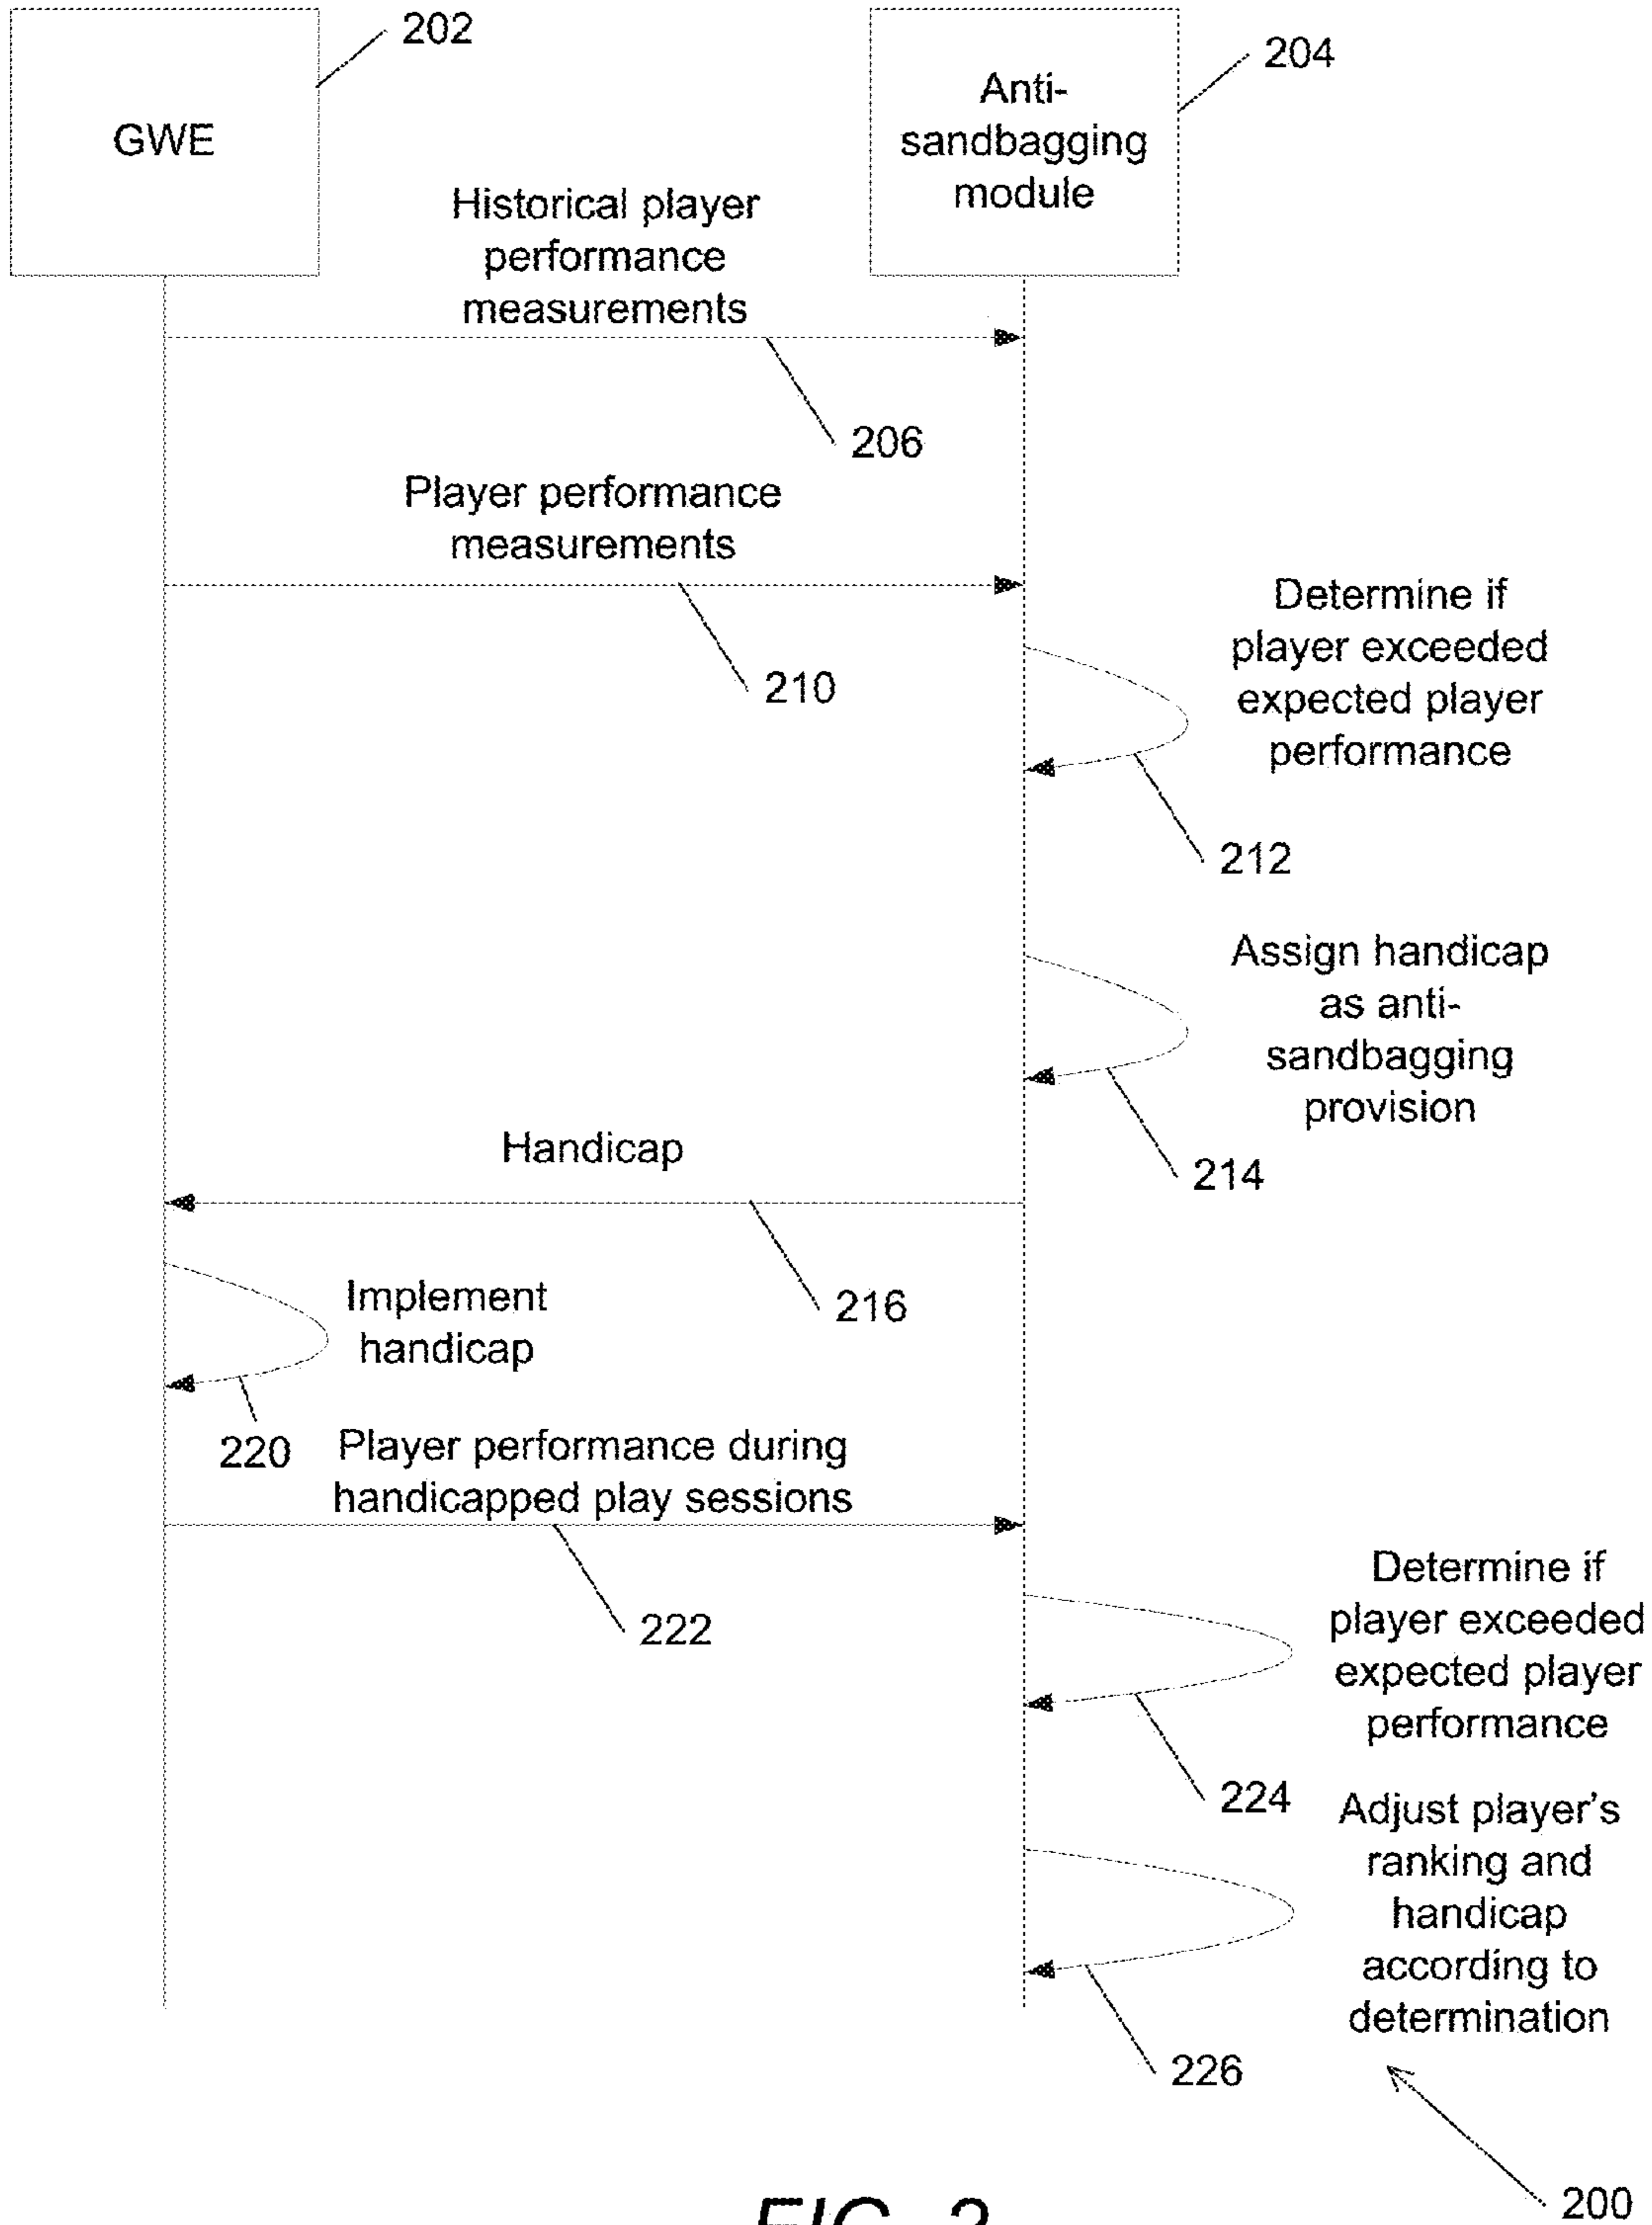 202
204
GWE
Anti-
sandbagging
module
Historical player
performance
measurements
206
Player performance
measurements
210
Determine if
player exceeded
expected player
performance
212
Assign handicap
as anti-
sandbagging
provision
214
Handicap
216
Implement
handicap
220
Player performance during
handicapped play sessions
222
Determine if
player exceeded
expected player
performance
224
Adjust player's
ranking and
handicap
according to
determination
226
200
FIG. 2